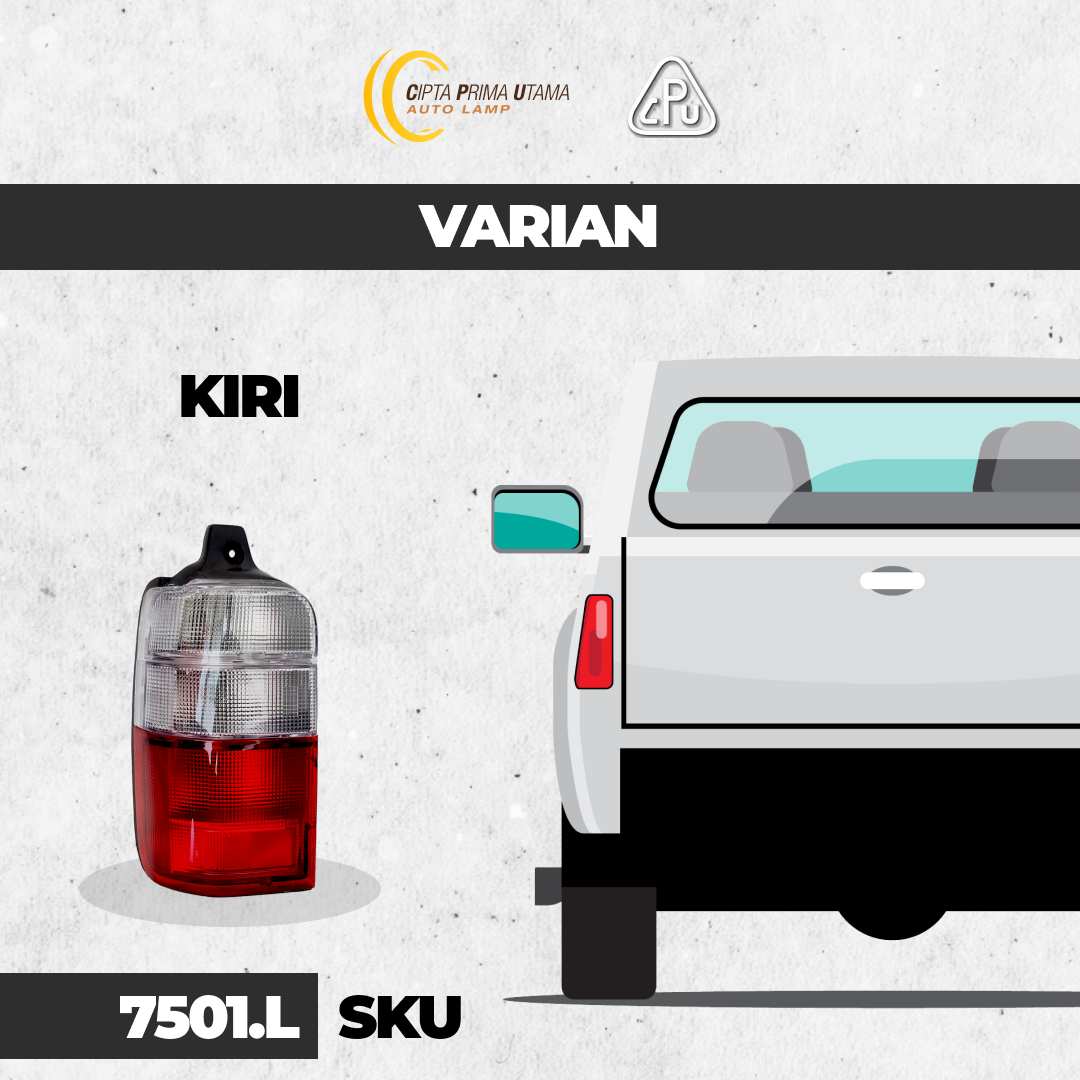 CIPTA PRIMA UTAMA
AUTO LAMP
CPU
VARIAN
KIRI
7501.L SKU